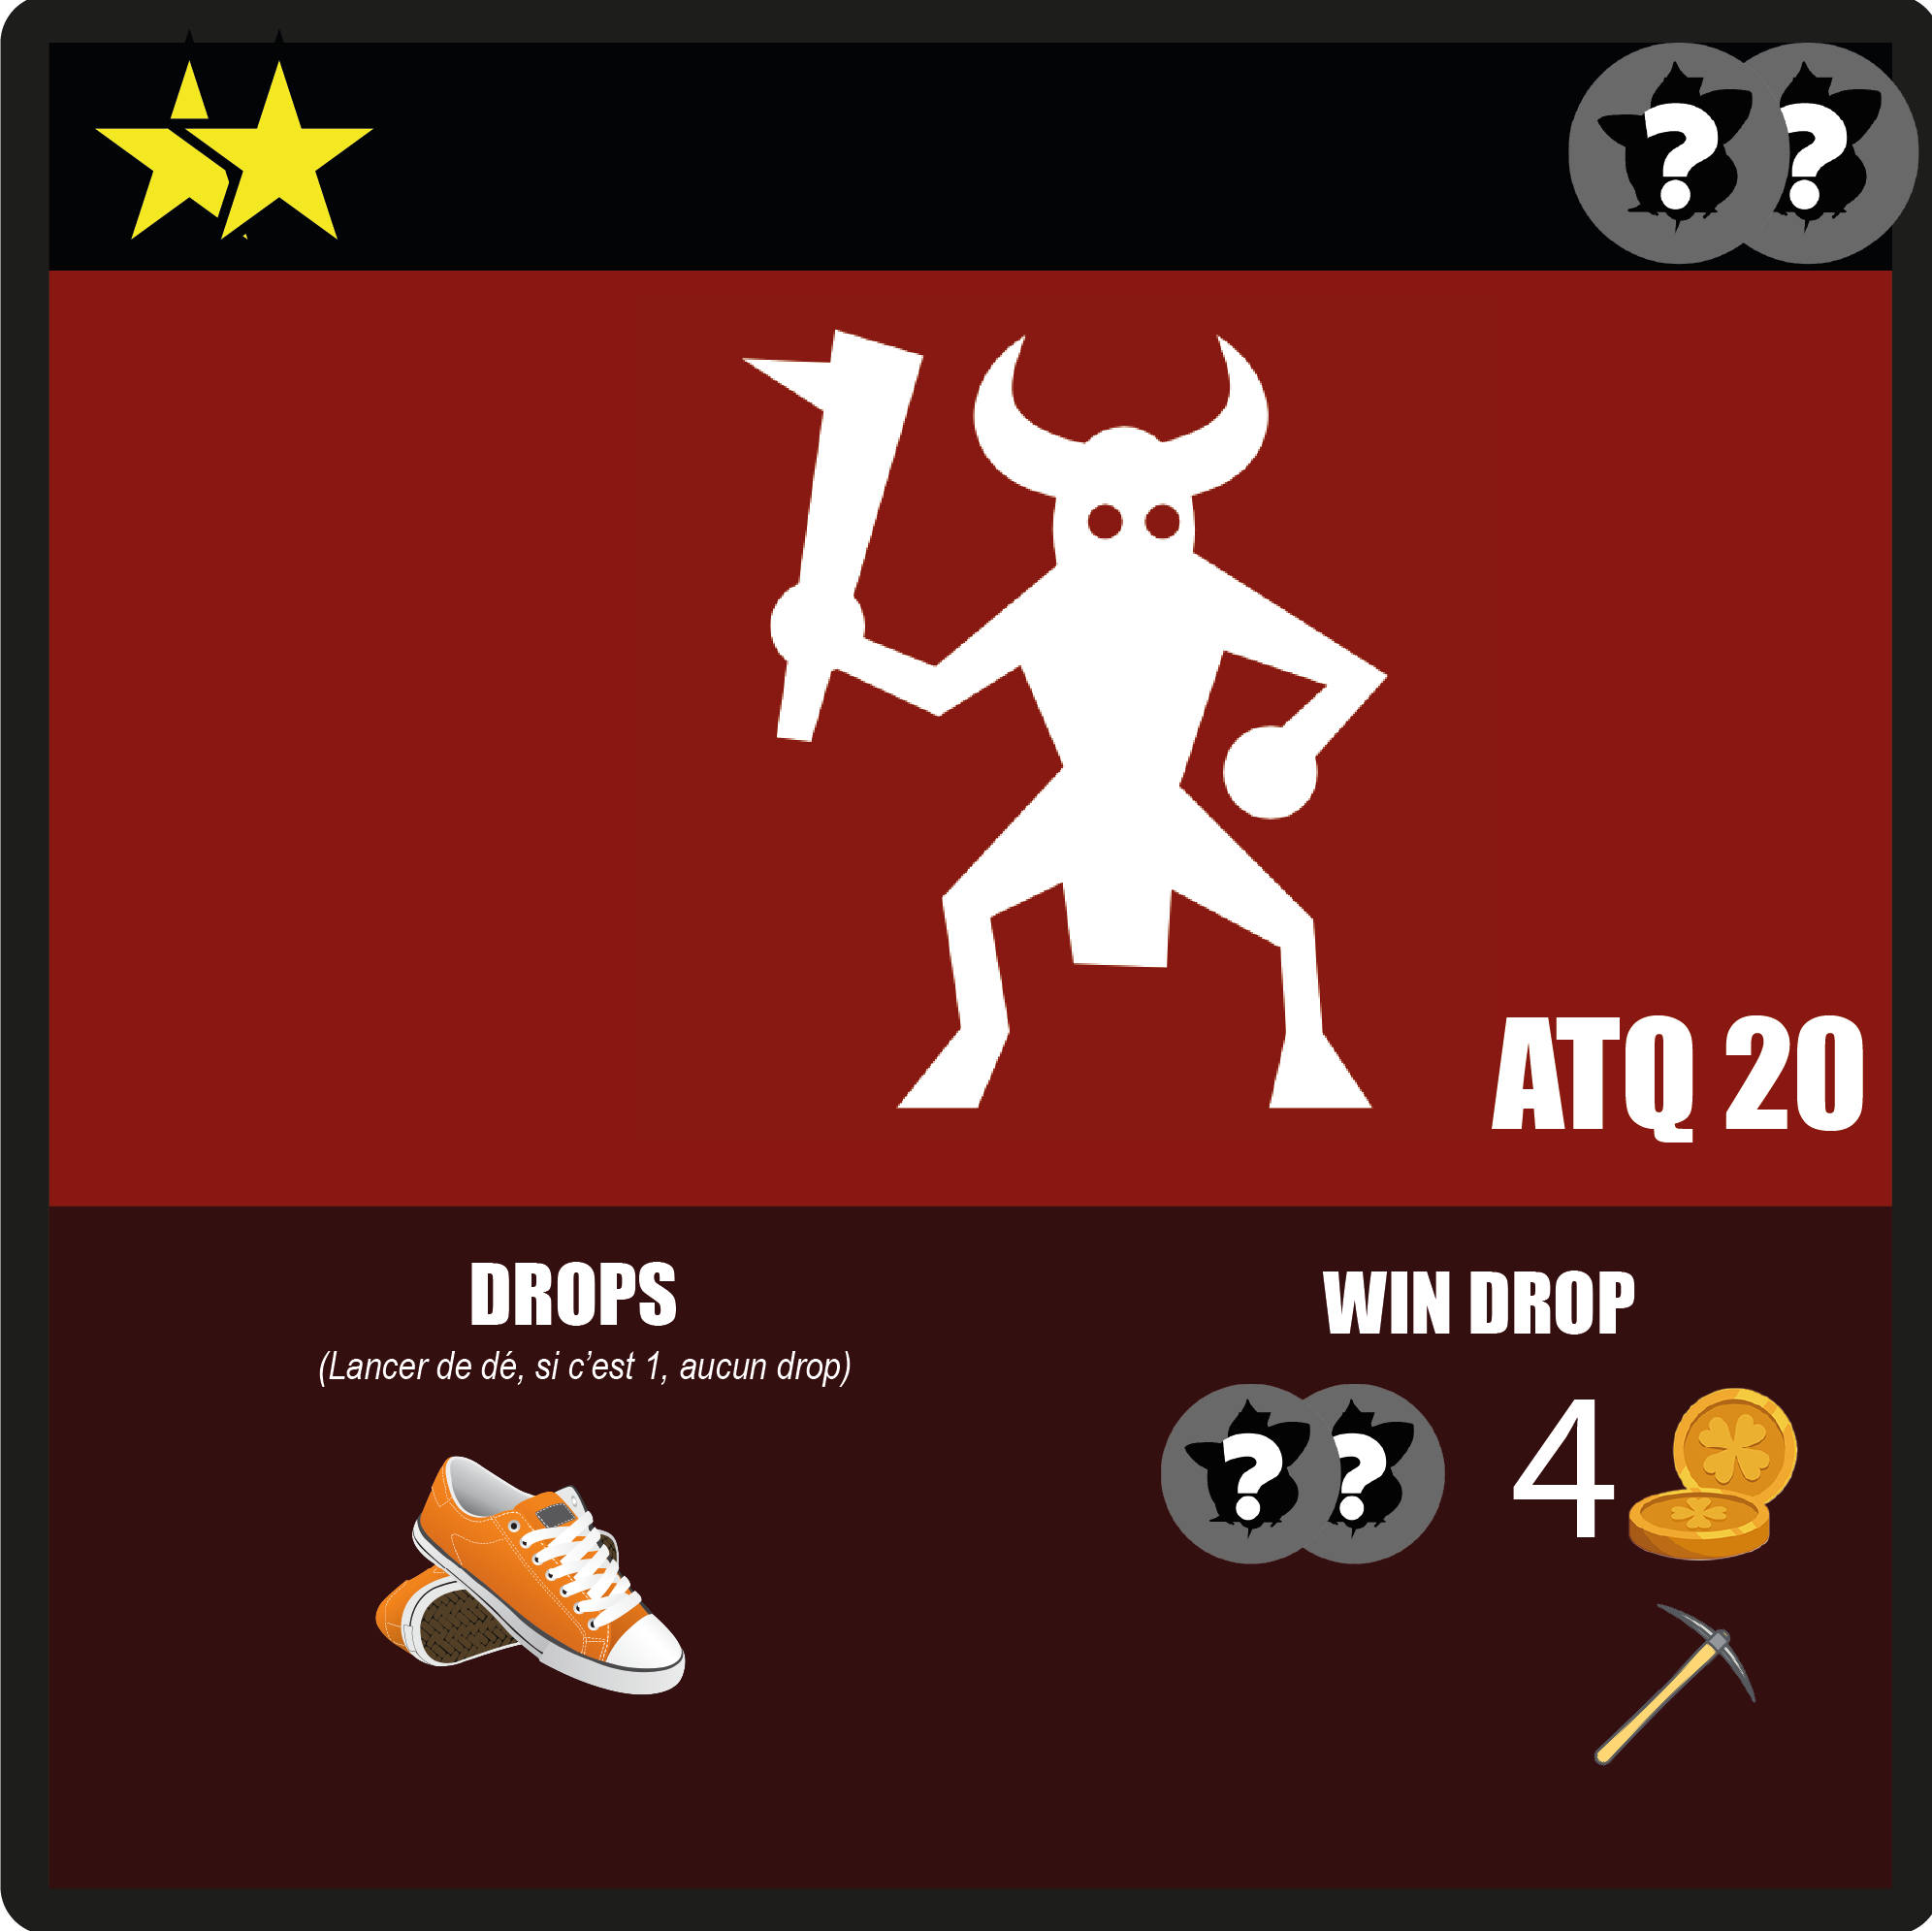 ? ?
ATQ 20
DROPS
(Lancer de dé, si c'est 1, aucun drop)
WIN DROP
? ? 4